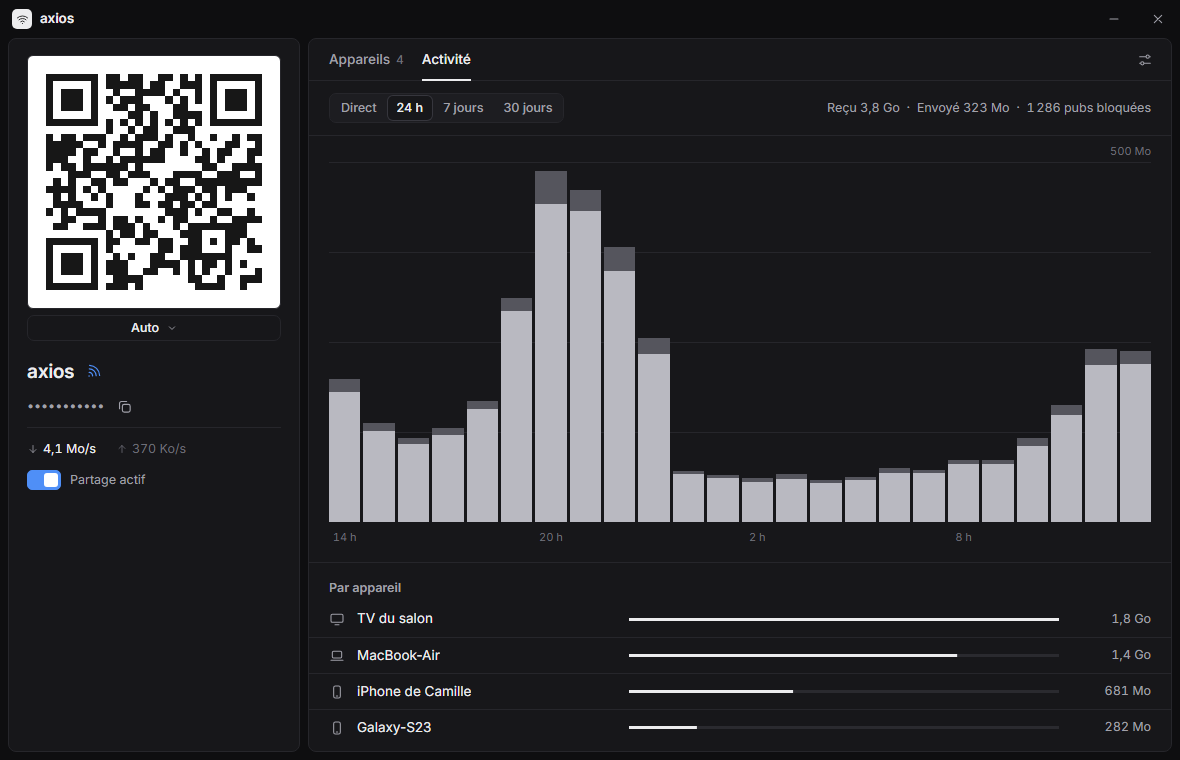 axios
Appareils 4 Activité
Direct 24 h 7 jours 30 jours
Reçu 3,8 Go · Envoyé 323 Mo · 1 286 pubs bloquées
500 Mo
14 h 20 h 2 h 8 h
Auto
axios
•••••••••••
↓ 4,1 Mo/s ↑ 370 Ko/s
Partage actif
Par appareil
TV du salon 1,8 Go
MacBook-Air 1,4 Go
iPhone de Camille 681 Mo
Galaxy-S23 282 Mo